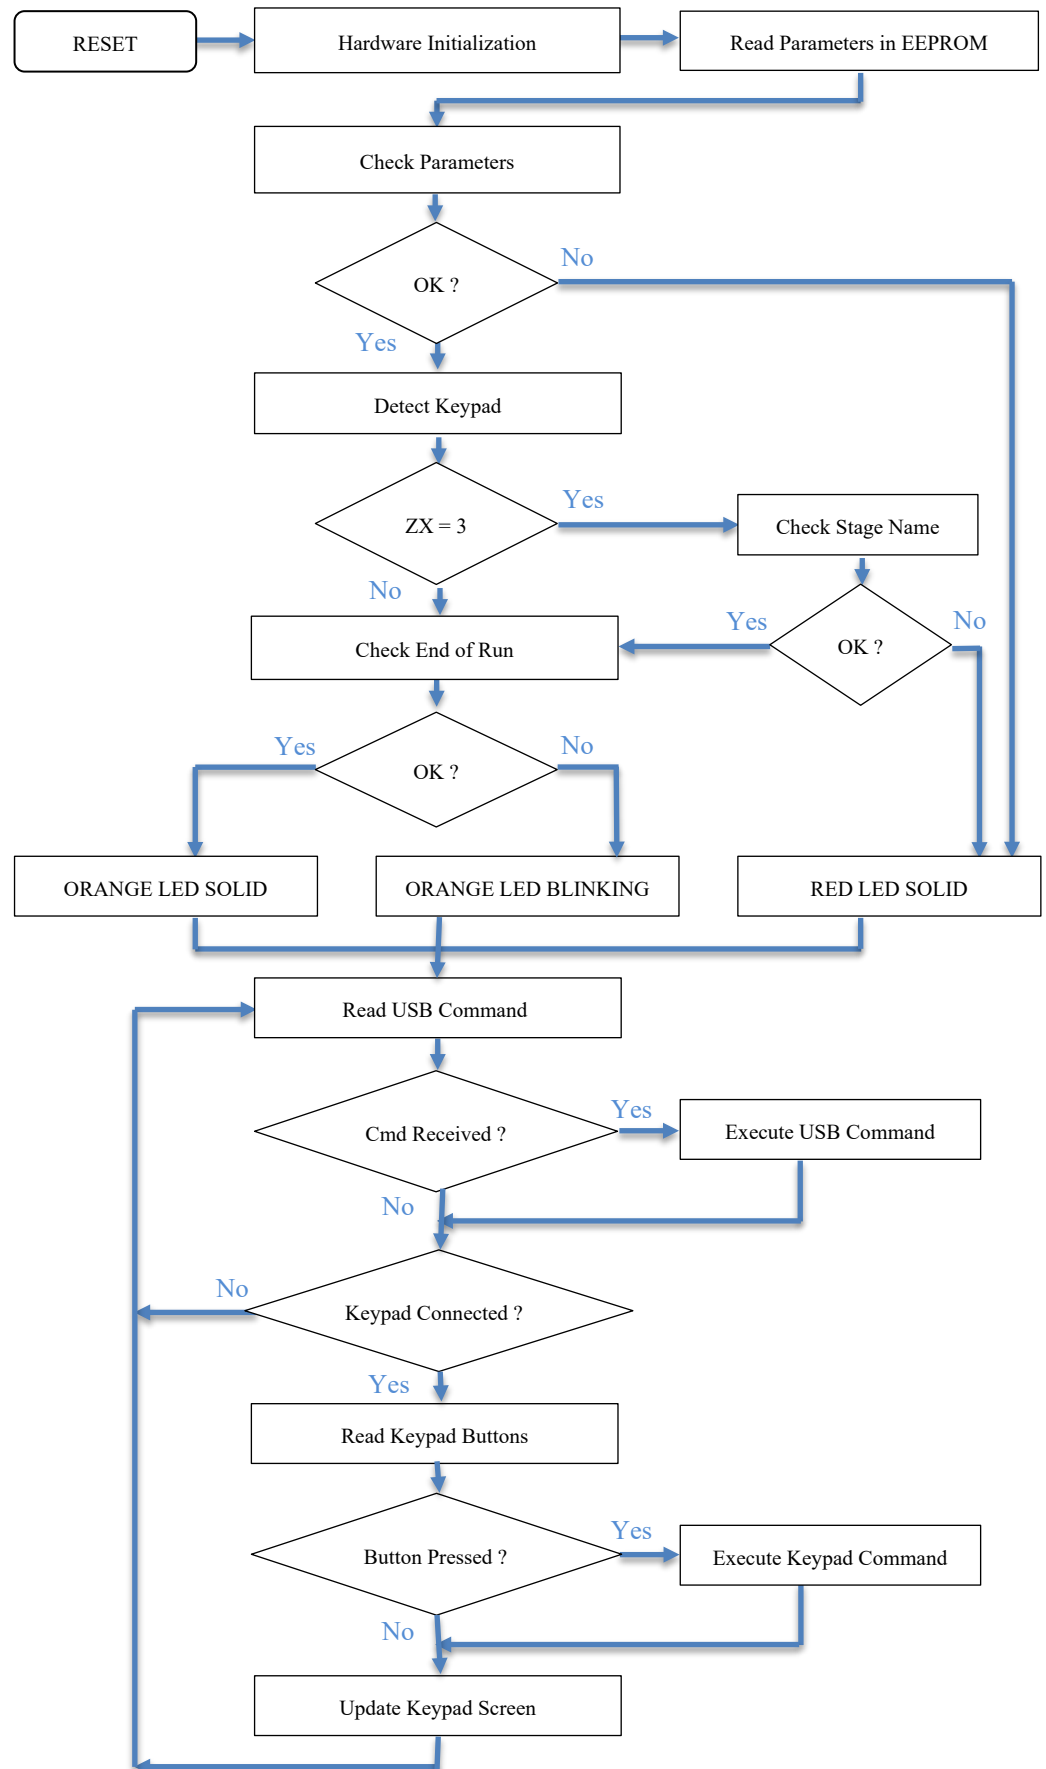 RESET
Hardware Initialization
Read Parameters in EEPROM
Check Parameters
OK ?
No
Yes
Detect Keypad
ZX = 3
Yes
Check Stage Name
No
Check End of Run
Yes
OK ?
No
Yes
OK ?
No
ORANGE LED SOLID
ORANGE LED BLINKING
RED LED SOLID
Read USB Command
Cmd Received ?
Yes
Execute USB Command
No
No
Keypad Connected ?
Yes
Read Keypad Buttons
Button Pressed ?
Yes
Execute Keypad Command
No
Update Keypad Screen